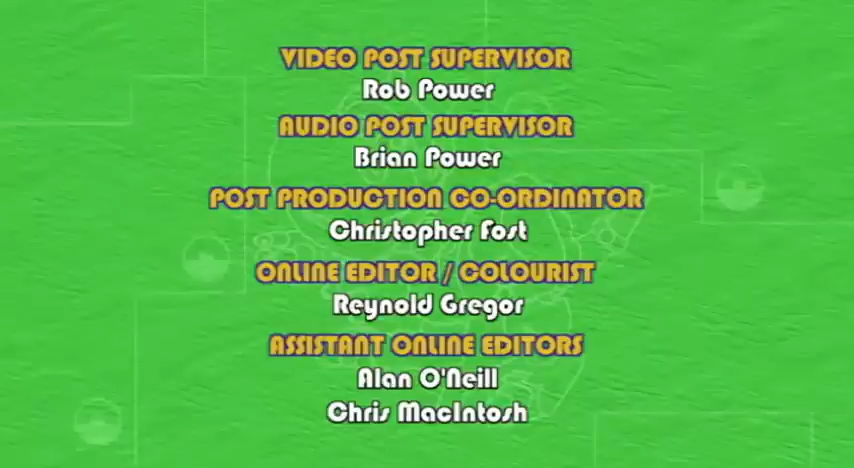 VIDEO POST SUPERVISOR
Rob Power
AUDIO POST SUPERVISOR
Brian Power
POST PRODUCTION CO-ORDINATOR
Christopher Fost
ONLINE EDITOR / COLOURIST
Reynold Gregor
ASSISTANT ONLINE EDITORS
Alan O'Neill
Chris MacIntosh